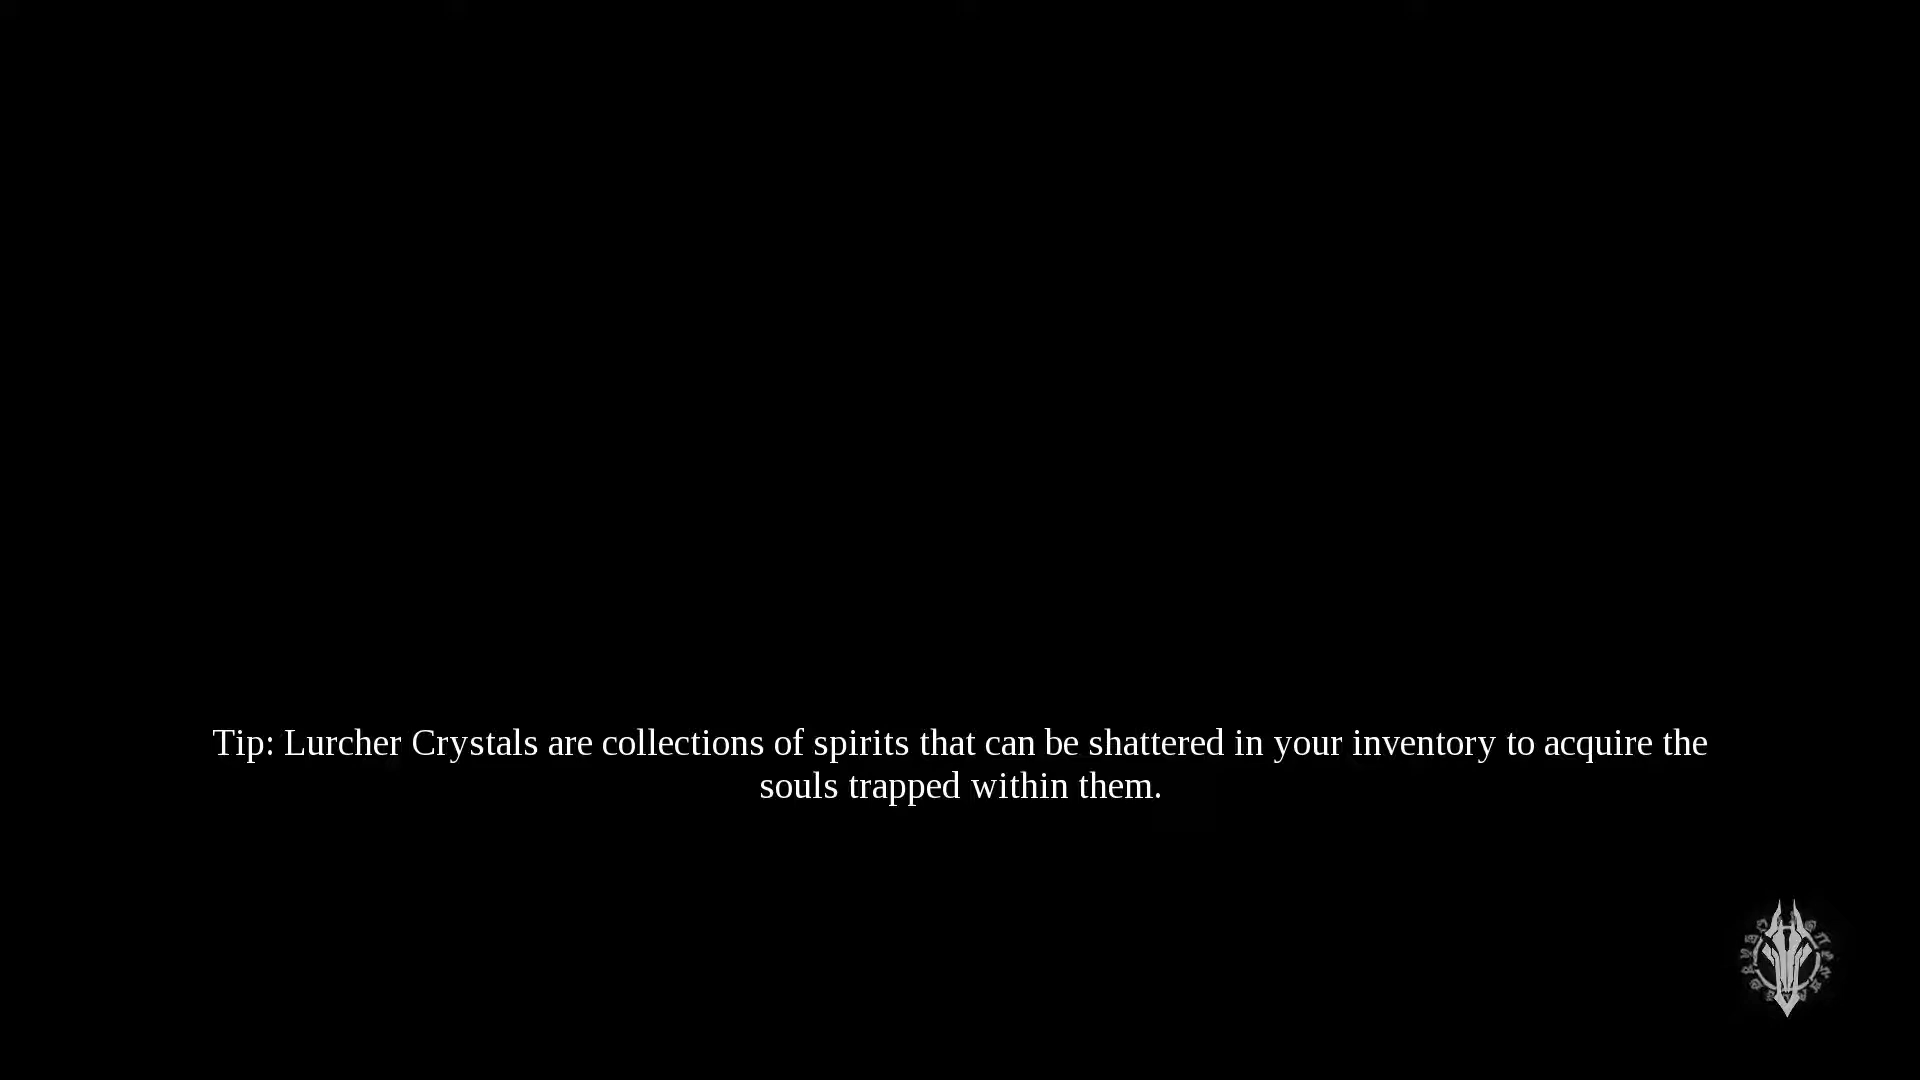 Tip: Lurcher Crystals are collections of spirits that can be shattered in your inventory to acquire the
souls trapped within them.